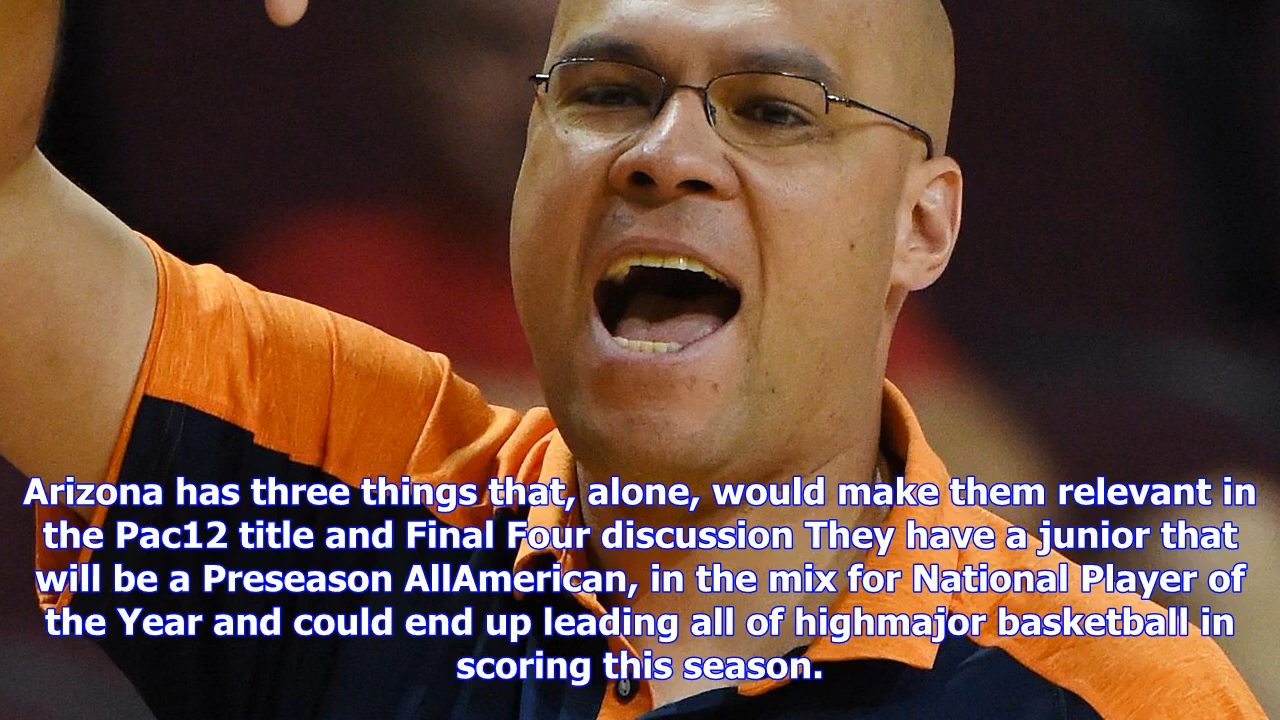 Arizona has three things that, alone, would make them relevant in
the Pac12 title and Final Four discussion They have a junior that
will be a Preseason AllAmerican, in the mix for National Player of
the Year and could end up leading all of highmajor basketball in
scoring this season.